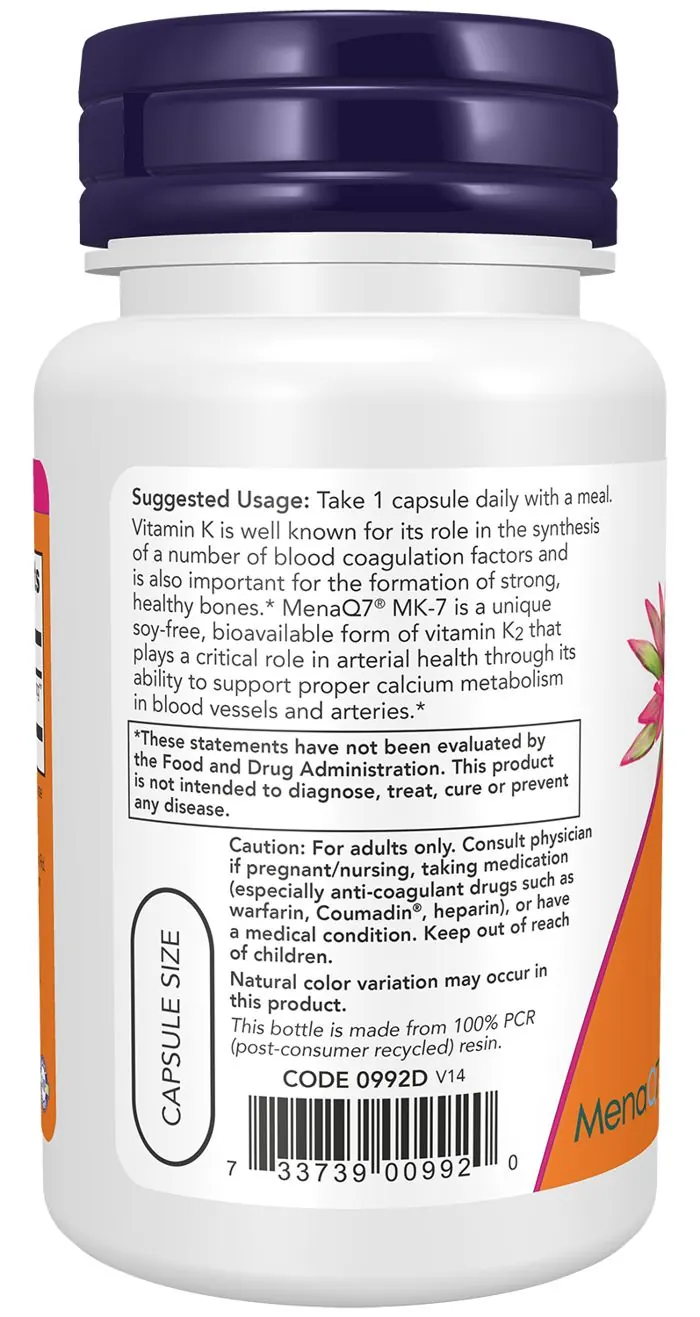 Suggested Usage: Take 1 capsule daily with a meal.
Vitamin K is well known for its role in the synthesis
of a number of blood coagulation factors and
is also important for the formation of strong,
healthy bones.* MenaQ7® MK-7 is a unique
soy-free, bioavailable form of vitamin K2 that
plays a critical role in arterial health through its
ability to support proper calcium metabolism
in blood vessels and arteries.*
*These statements have not been evaluated by
the Food and Drug Administration. This product
is not intended to diagnose, treat, cure or prevent
any disease.
Caution: For adults only. Consult physician
if pregnant/nursing, taking medication
(especially anti-coagulant drugs such as
warfarin, Coumadin®, heparin), or have
a medical condition. Keep out of reach
of children.
Natural color variation may occur in
this product.
This bottle is made from 100% PCR
(post-consumer recycled) resin.
CAPSULE SIZE
CODE 0992D V14
7 33739 00992 0
MenaQ7